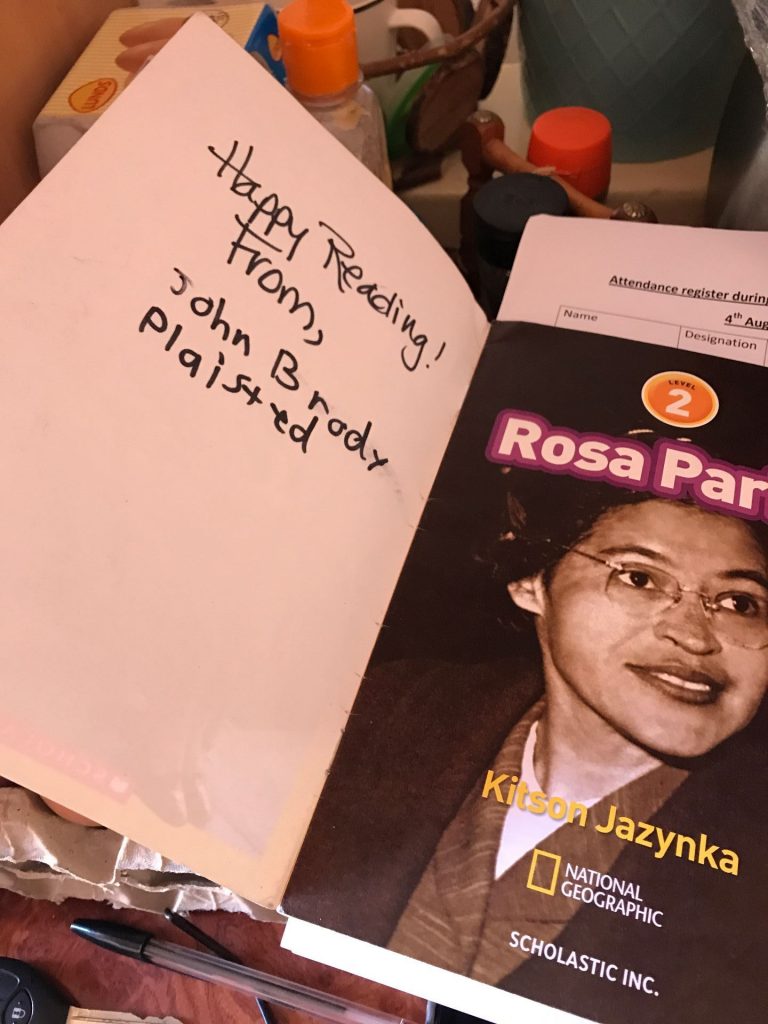 Happy Reading!
From,
John Brody
Plaisted
Attendance register during
4th Aug
Name
Designation
LEVEL
2
Rosa Par
Kitson Jazynka
NATIONAL
GEOGRAPHIC
SCHOLASTIC INC.